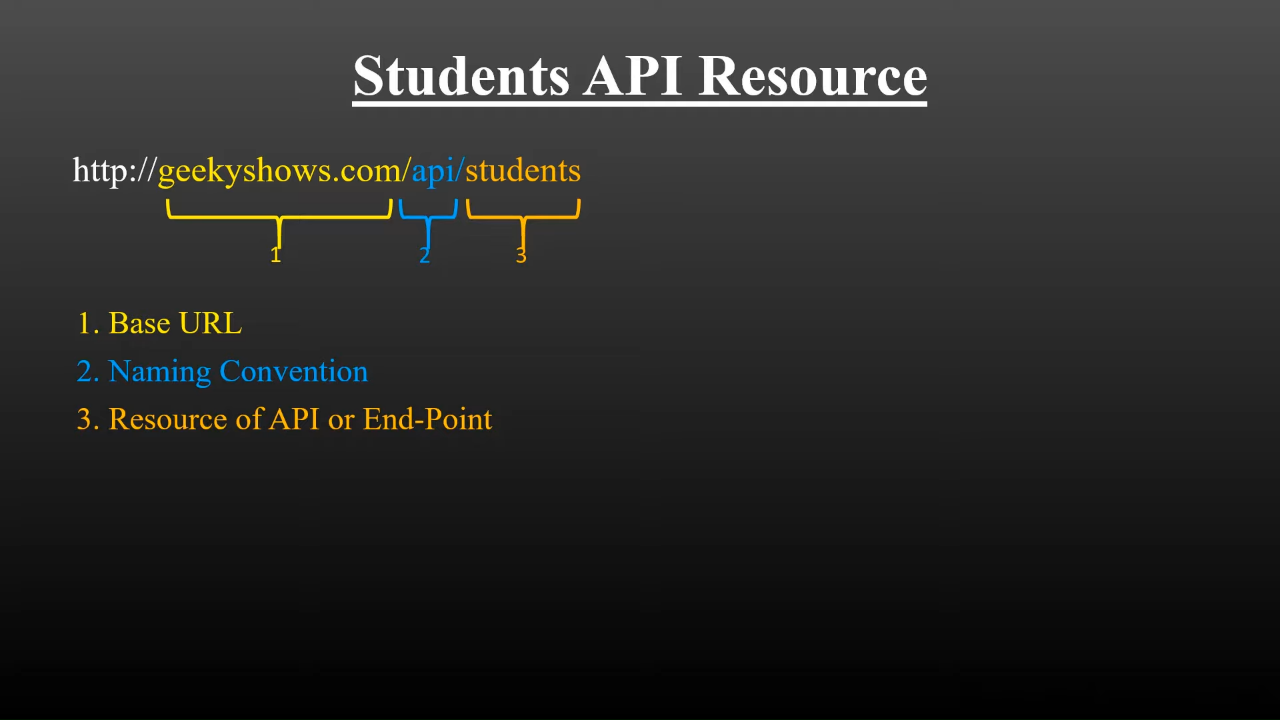 Students API Resource
http://geekyshows.com/api/students
1 2 3
1. Base URL
2. Naming Convention
3. Resource of API or End-Point